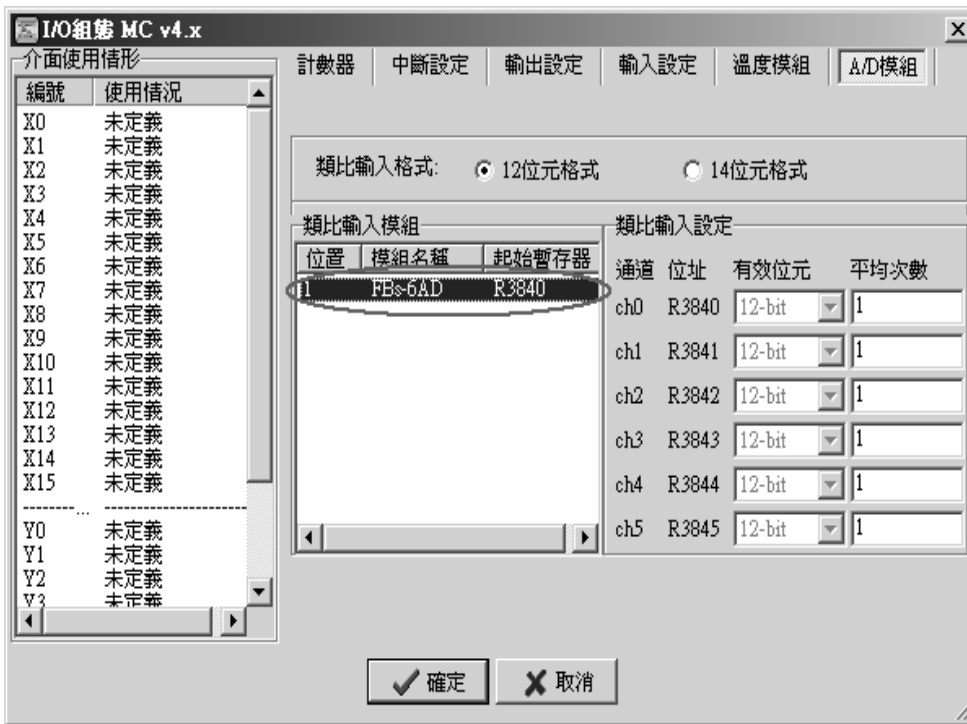 I/O組態 MC v4.x
介面使用情形
編號 使用情况
X0 未定義
X1 未定義
X2 未定義
X3 未定義
X4 未定義
X5 未定義
X6 未定義
X7 未定義
X8 未定義
X9 未定義
X10 未定義
X11 未定義
X12 未定義
X13 未定義
X14 未定義
X15 未定義
--------... --------------------
Y0 未定義
Y1 未定義
Y2 未定義
Y3 未定義
計數器 中斷設定 輸出設定 輸入設定 溫度模組 A/D模組
類比輸入格式: 12位元格式 14位元格式
類比輸入模組
位置 模組名稱 起始暫存器
1 FBs-6AD R3840
類比輸入設定
通道 位址 有效位元 平均次數
ch0 R3840 12-bit 1
ch1 R3841 12-bit 1
ch2 R3842 12-bit 1
ch3 R3843 12-bit 1
ch4 R3844 12-bit 1
ch5 R3845 12-bit 1
確定 取消